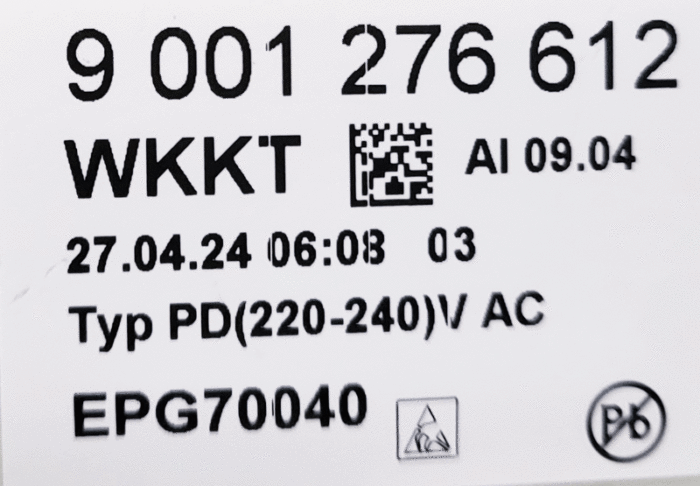 9 001 276 612
WKKT AI 09.04
27.04.24 06:08 03
Typ PD(220-240)V AC
EPG70040 Pb